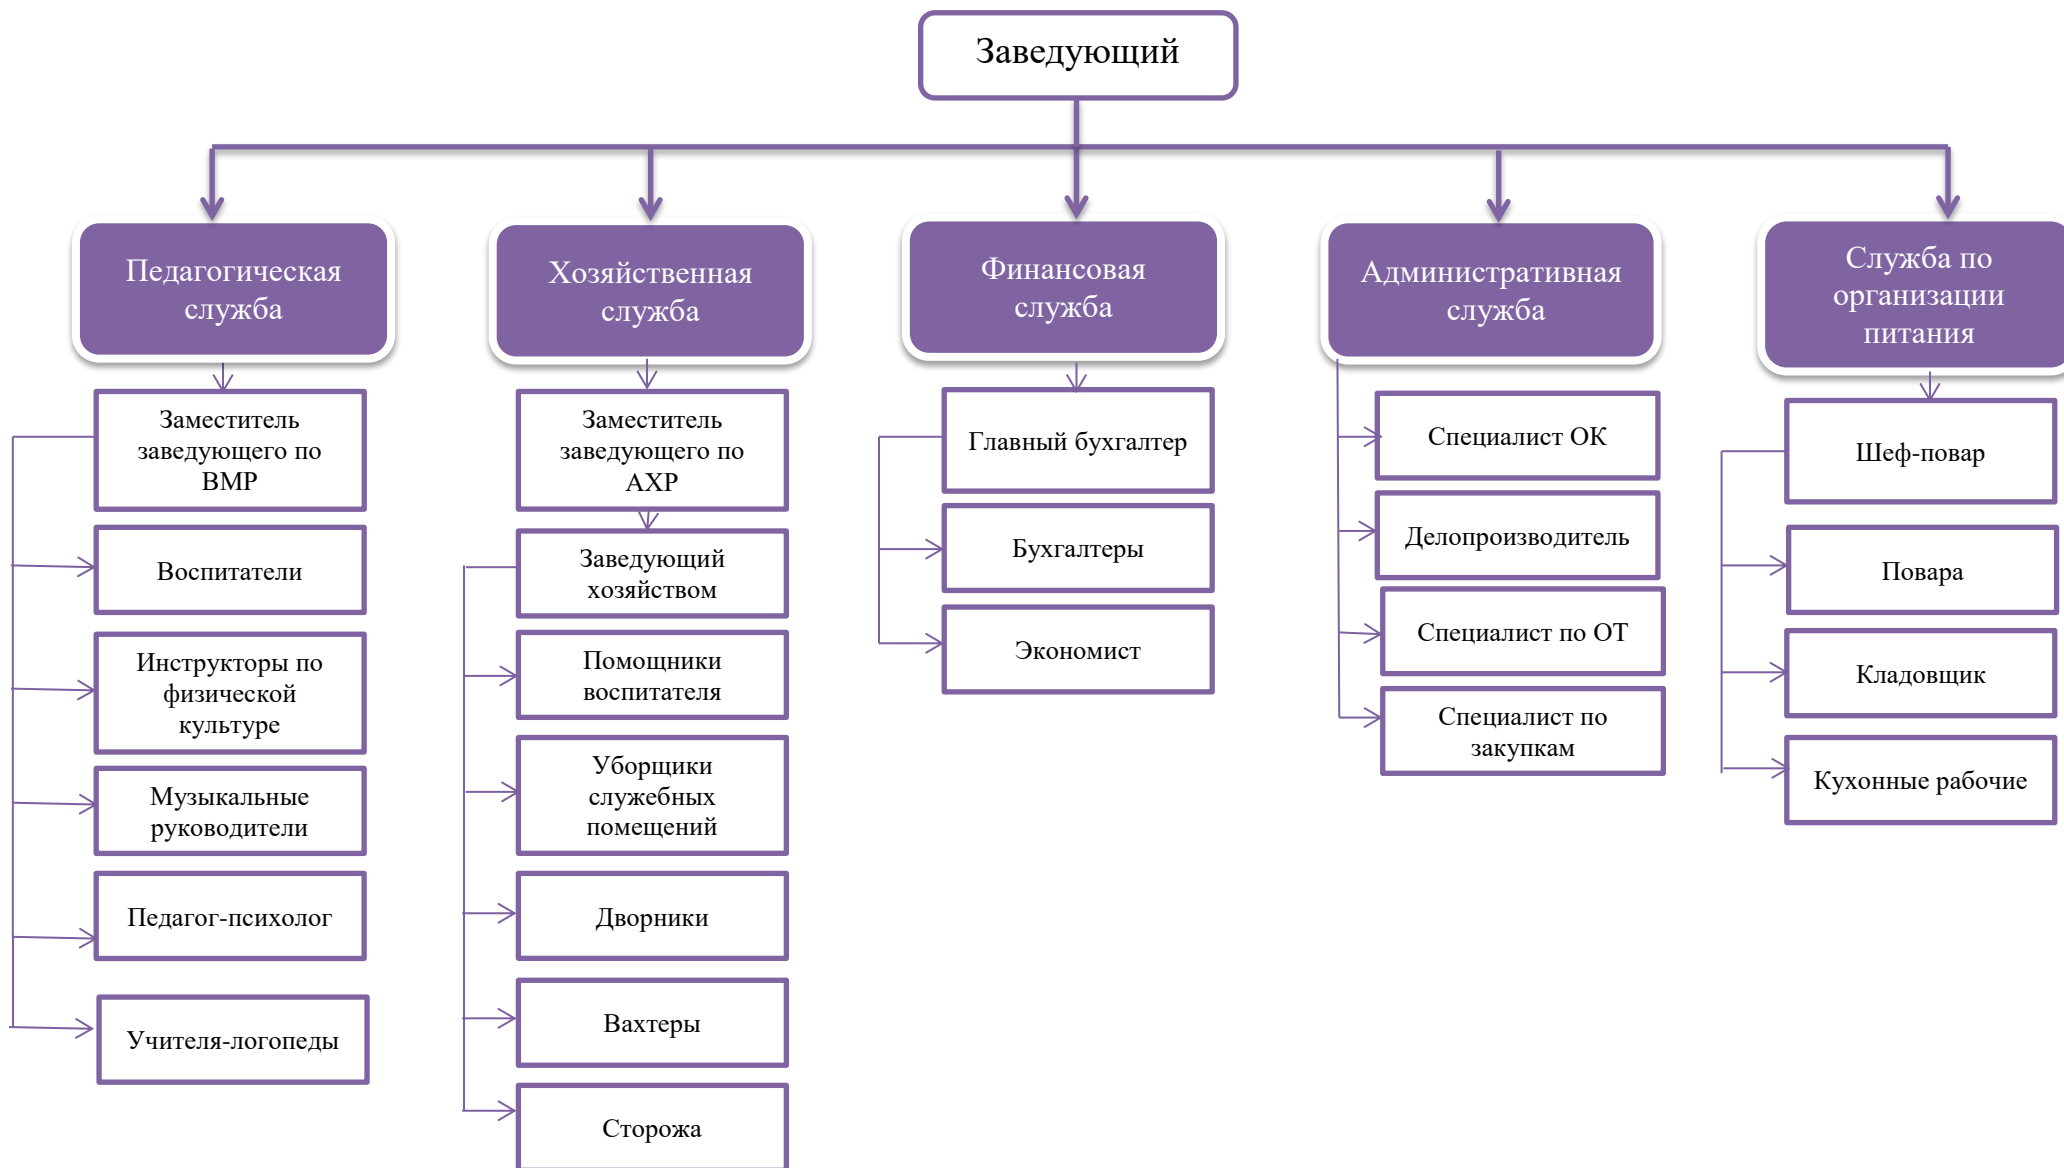 Заведующий
Педагогическая
служба
Хозяйственная
служба
Финансовая
служба
Административная
служба
Служба по
организации
питания
Заместитель
заведующего по
ВМР
Воспитатели
Инструкторы по
физической
культуре
Музыкальные
руководители
Педагог-психолог
Учителя-логопеды
Заместитель
заведующего по
АХР
Заведующий
хозяйством
Помощники
воспитателя
Уборщики
служебных
помещений
Дворники
Вахтеры
Сторожа
Главный бухгалтер
Бухгалтеры
Экономист
Специалист ОК
Делопроизводитель
Специалист по ОТ
Специалист по
закупкам
Шеф-повар
Повара
Кладовщик
Кухонные рабочие